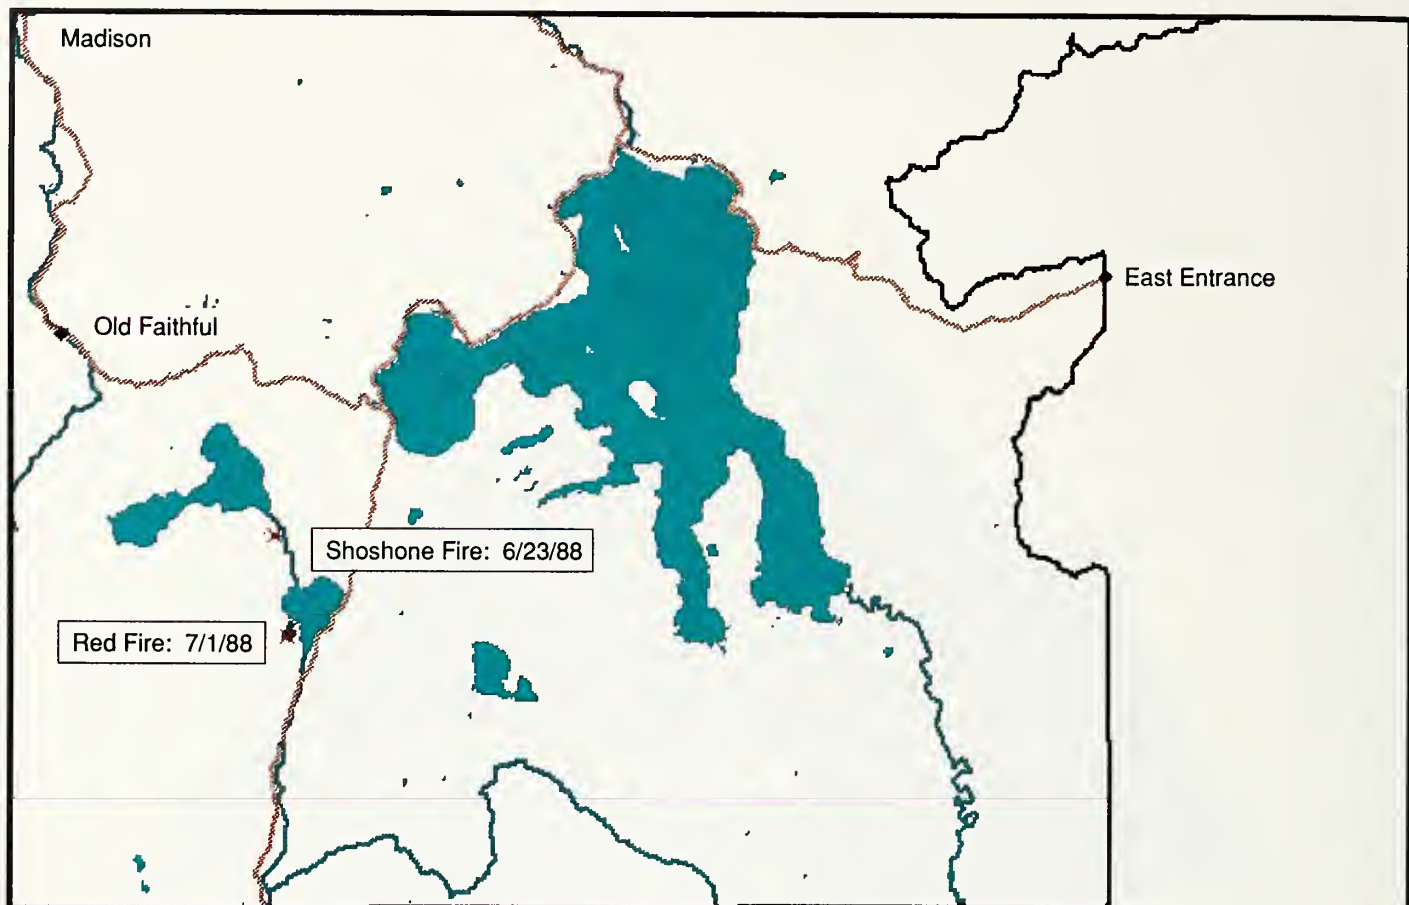 Madison
East Entrance
Old Faithful
Shoshone Fire: 6/23/88
Red Fire: 7/1/88